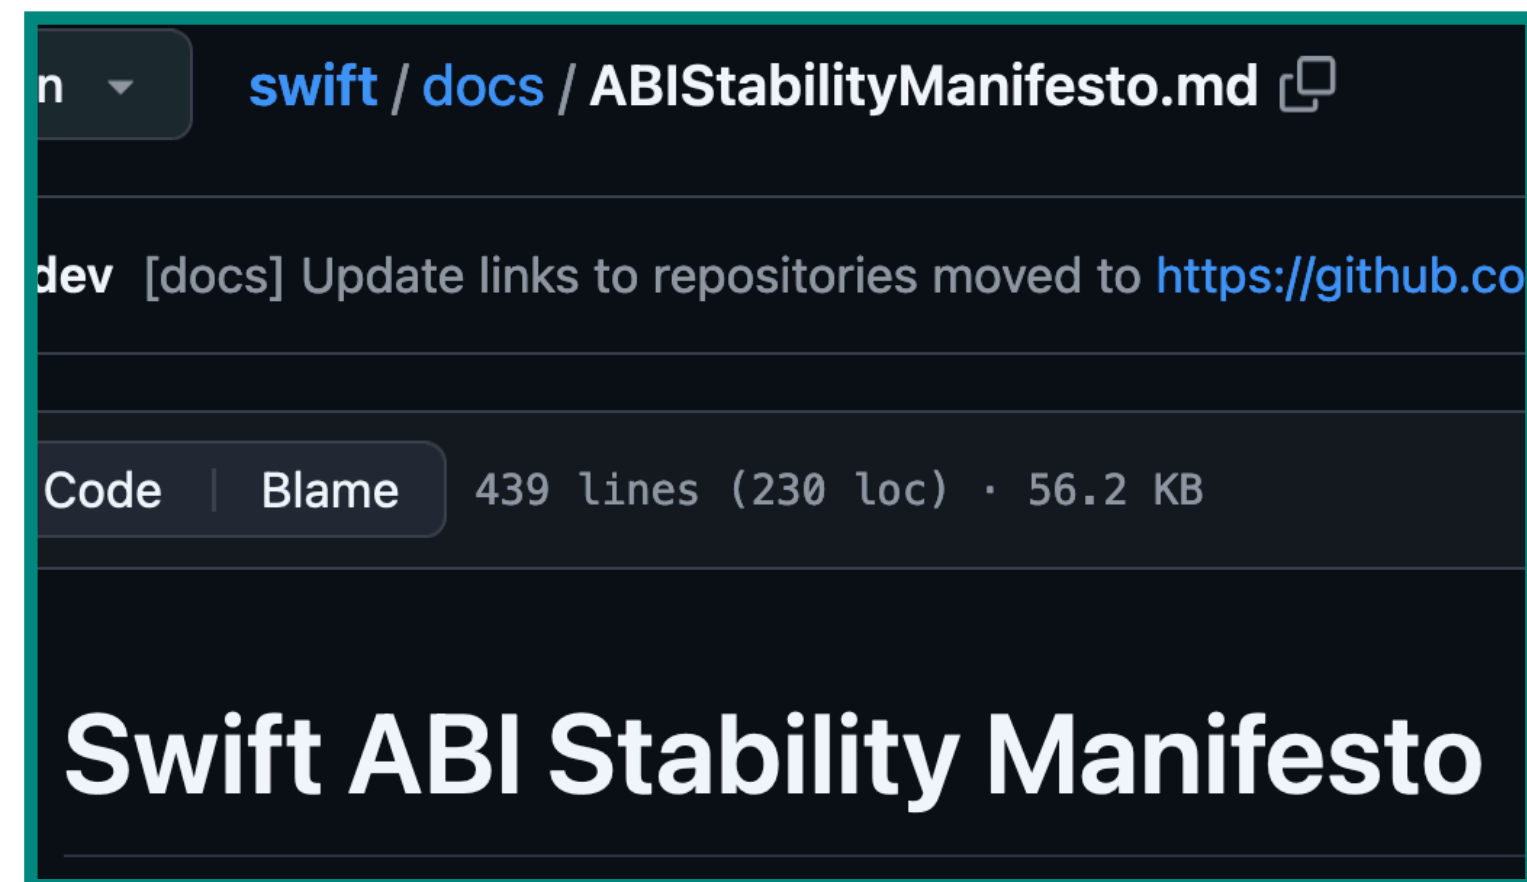 n swift / docs / ABIStabilityManifesto.md
dev [docs] Update links to repositories moved to https://github.co
Code Blame 439 lines (230 loc) · 56.2 KB
Swift ABI Stability Manifesto